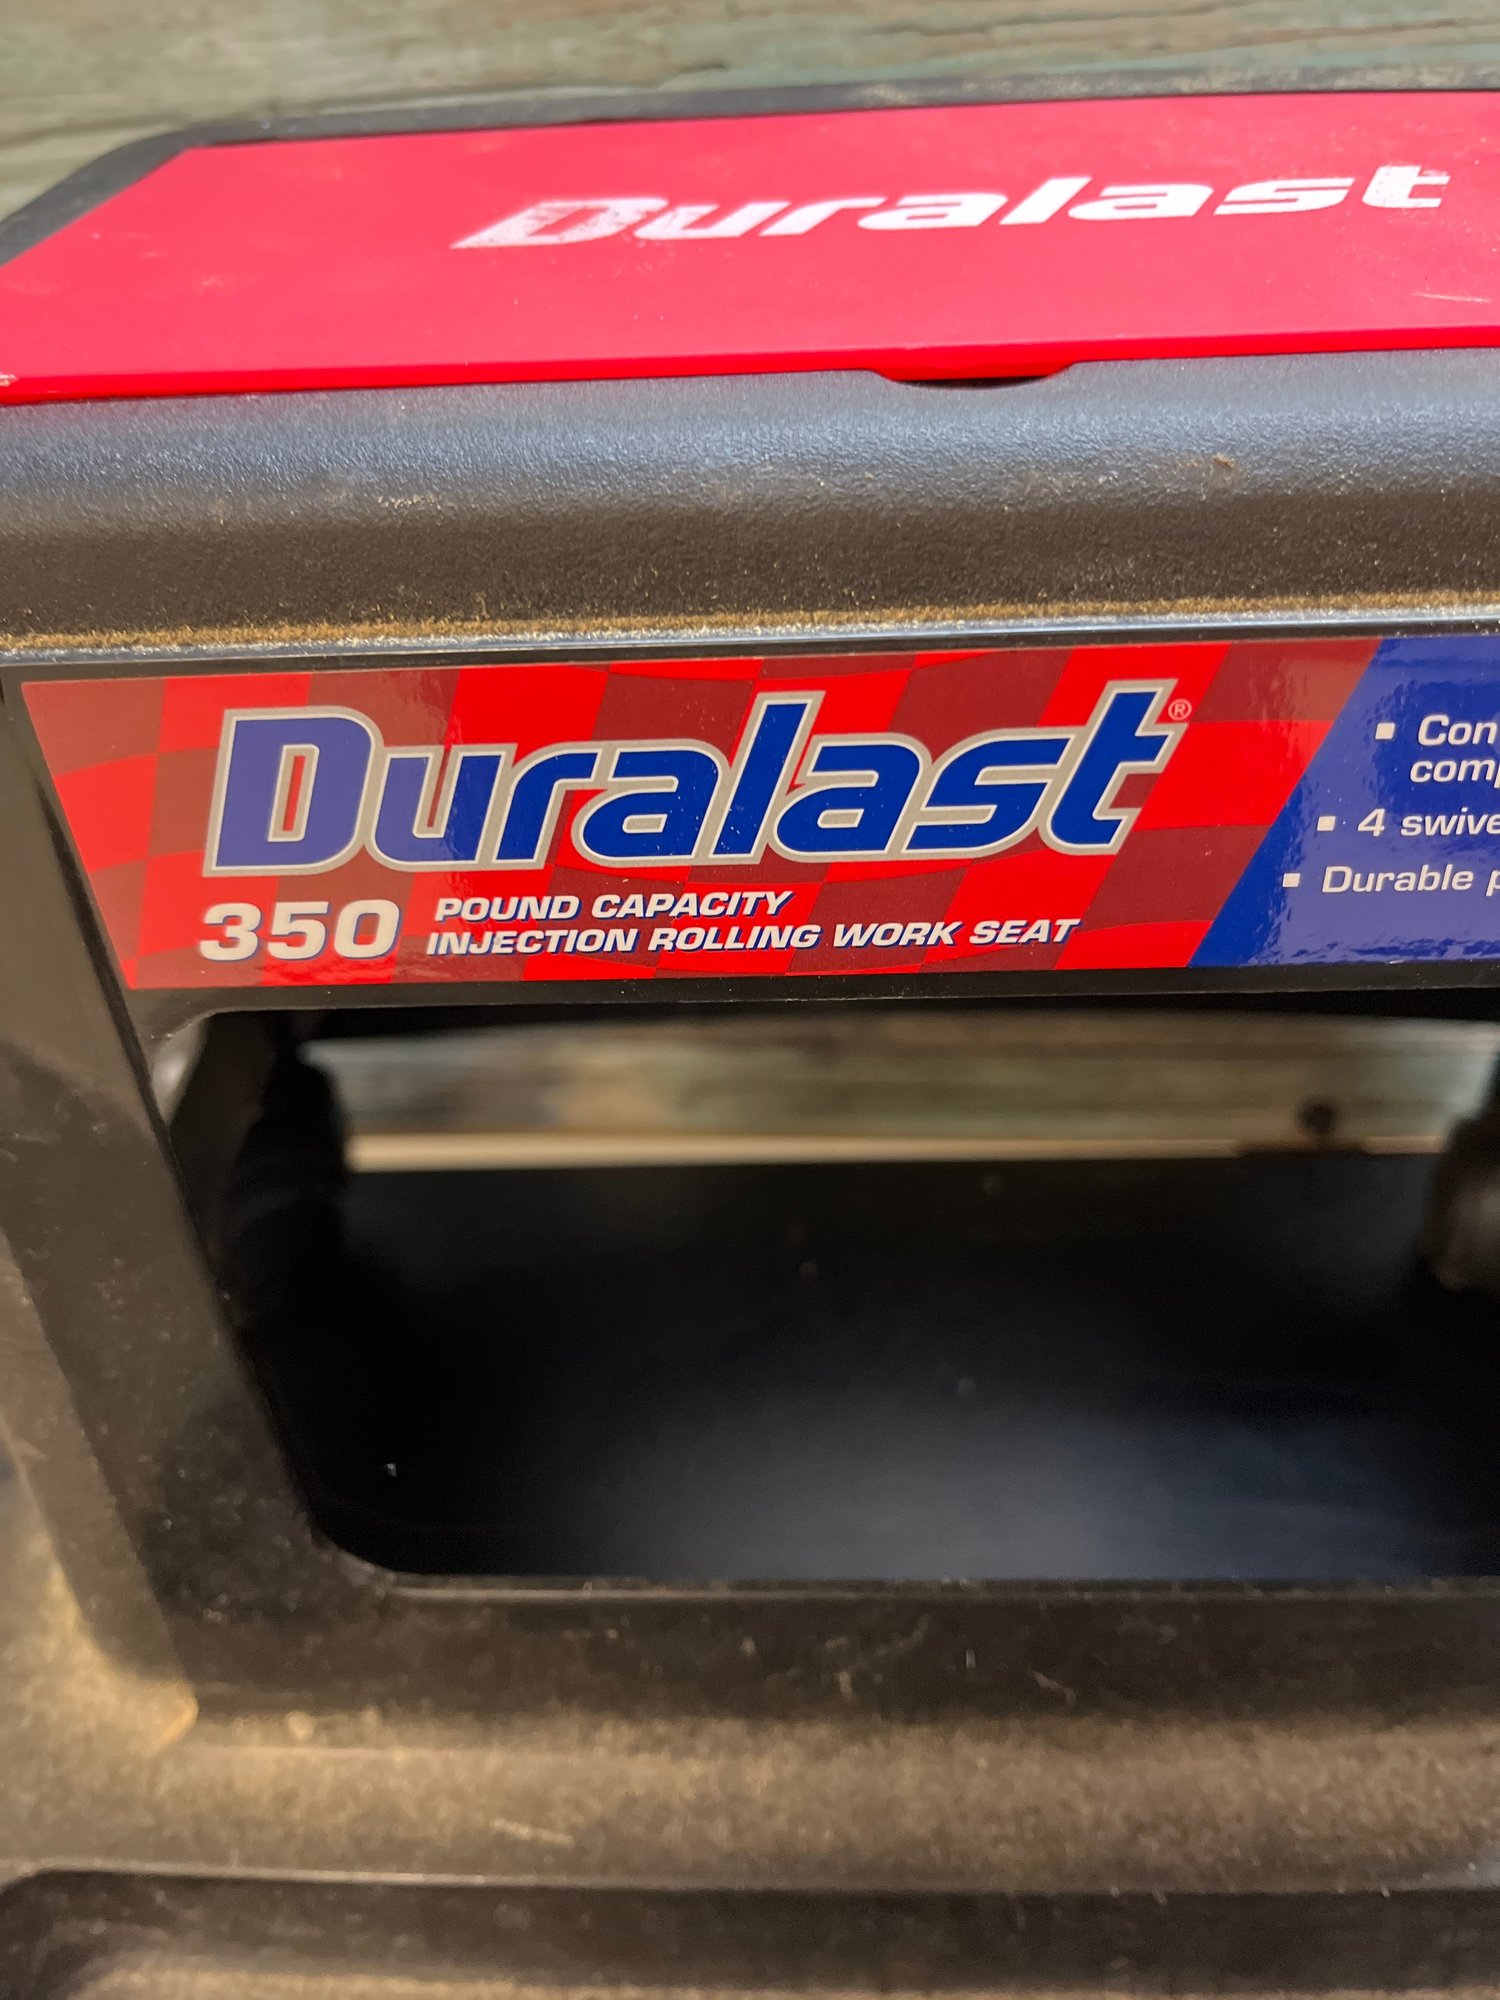 Duralast
Duralast®
350 POUND CAPACITY
INJECTION ROLLING WORK SEAT
▪
▪ 4
▪ Durable